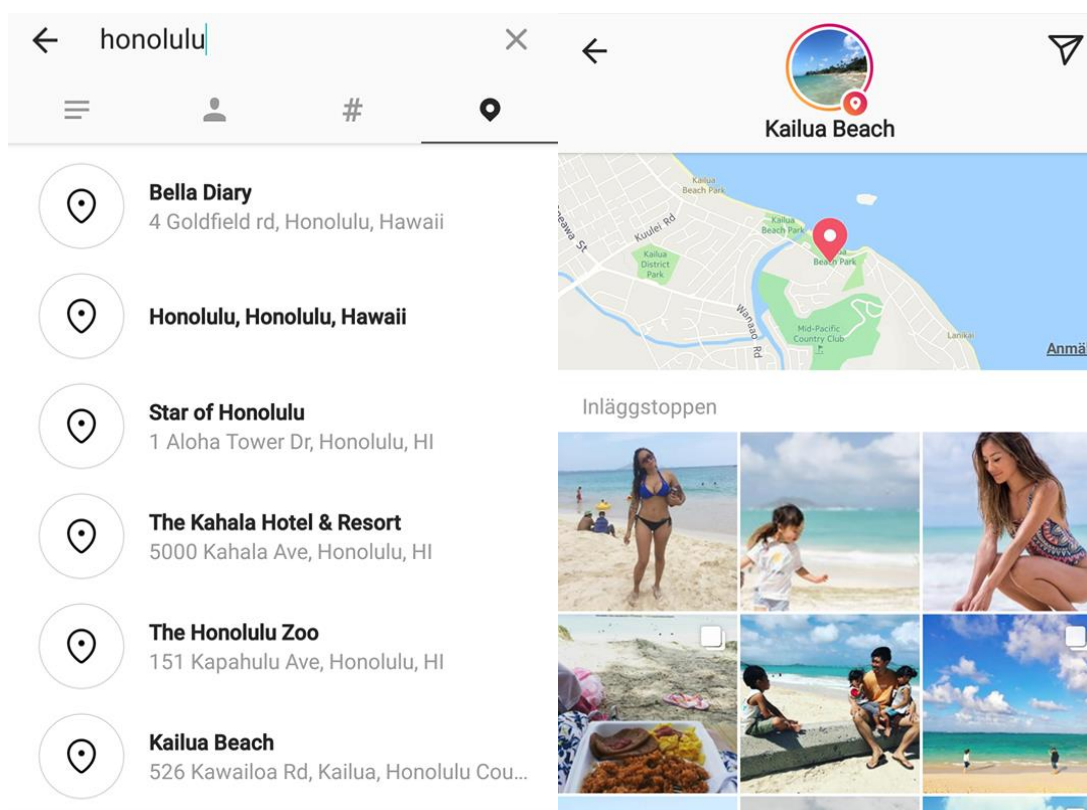 honolulu
#
Bella Diary
4 Goldfield rd, Honolulu, Hawaii
Honolulu, Honolulu, Hawaii
Star of Honolulu
1 Aloha Tower Dr, Honolulu, HI
The Kahala Hotel & Resort
5000 Kahala Ave, Honolulu, HI
The Honolulu Zoo
151 Kapahulu Ave, Honolulu, HI
Kailua Beach
526 Kawailoa Rd, Kailua, Honolulu Cou...
Kailua Beach
Kailua
Beach Park
Kuulei Rd
Kailua
Beach Park
Beach Park
Kailua
District
Park
Wanaao Rd
Mid-Pacific
Country Club
Lanikai
Anmä
Inläggstoppen